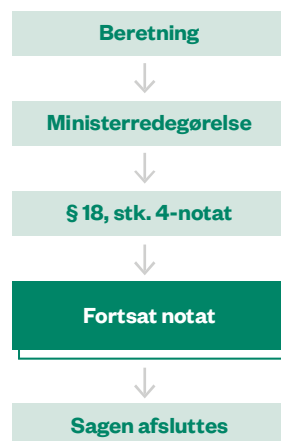 Beretning
Ministerredegørelse
§ 18, stk. 4-notat
Fortsat notat
Sagen afsluttes